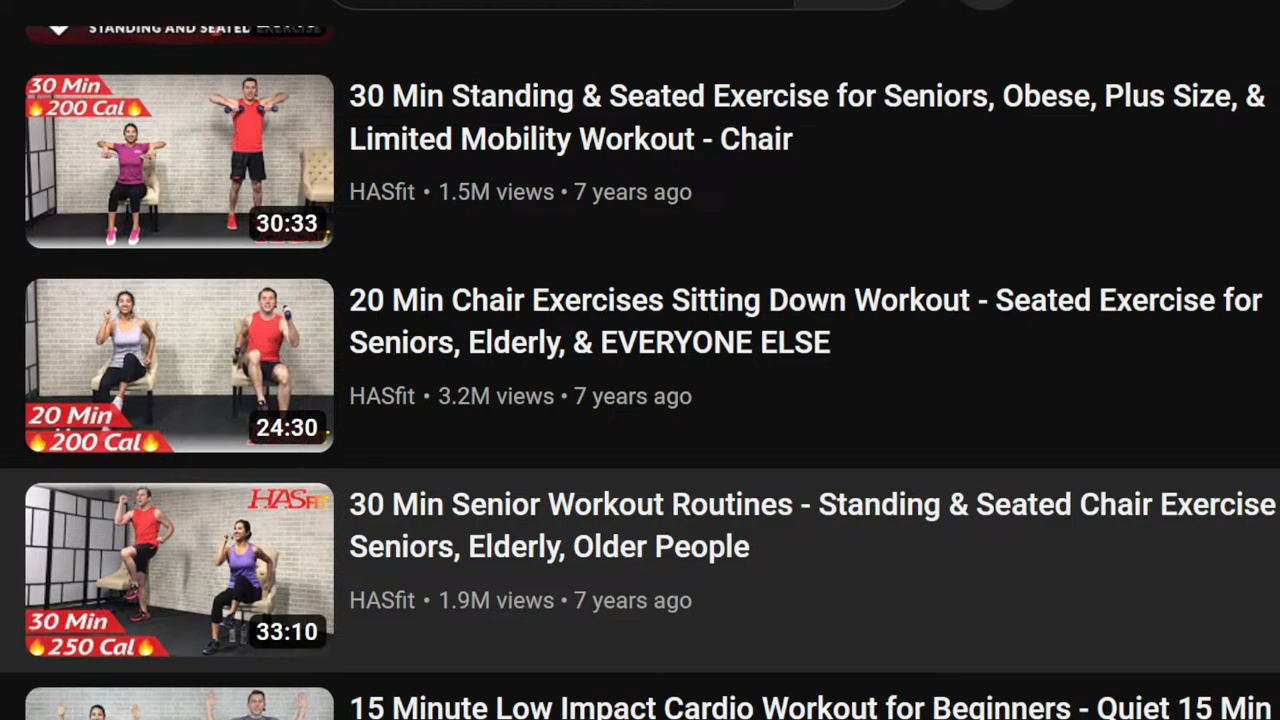 STANDING AND SEATED EXERCISE
30 Min
200 Cal
30:33
30 Min Standing & Seated Exercise for Seniors, Obese, Plus Size, &
Limited Mobility Workout - Chair
HASfit • 1.5M views • 7 years ago
20 Min
200 Cal
24:30
20 Min Chair Exercises Sitting Down Workout - Seated Exercise for
Seniors, Elderly, & EVERYONE ELSE
HASfit • 3.2M views • 7 years ago
HASFIT
30 Min
250 Cal
33:10
30 Min Senior Workout Routines - Standing & Seated Chair Exercise
Seniors, Elderly, Older People
HASfit • 1.9M views • 7 years ago
15 Minute Low Impact Cardio Workout for Beginners - Quiet 15 Min